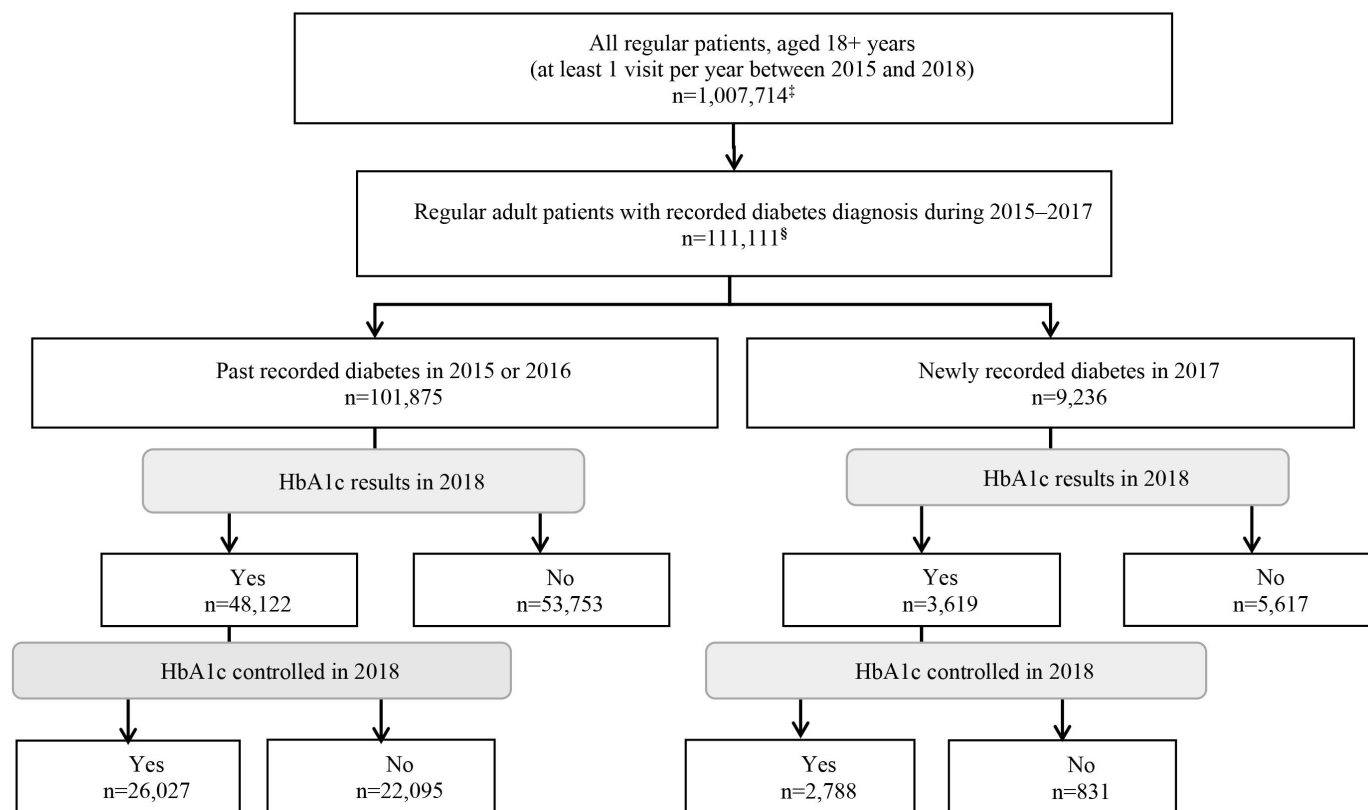 All regular patients, aged 18+ years
(at least 1 visit per year between 2015 and 2018)
n=1,007,714‡
Regular adult patients with recorded diabetes diagnosis during 2015–2017
n=111,111§
Past recorded diabetes in 2015 or 2016
n=101,875
Newly recorded diabetes in 2017
n=9,236
HbA1c results in 2018
HbA1c results in 2018
Yes
n=48,122
No
n=53,753
Yes
n=3,619
No
n=5,617
HbA1c controlled in 2018
HbA1c controlled in 2018
Yes
n=26,027
No
n=22,095
Yes
n=2,788
No
n=831